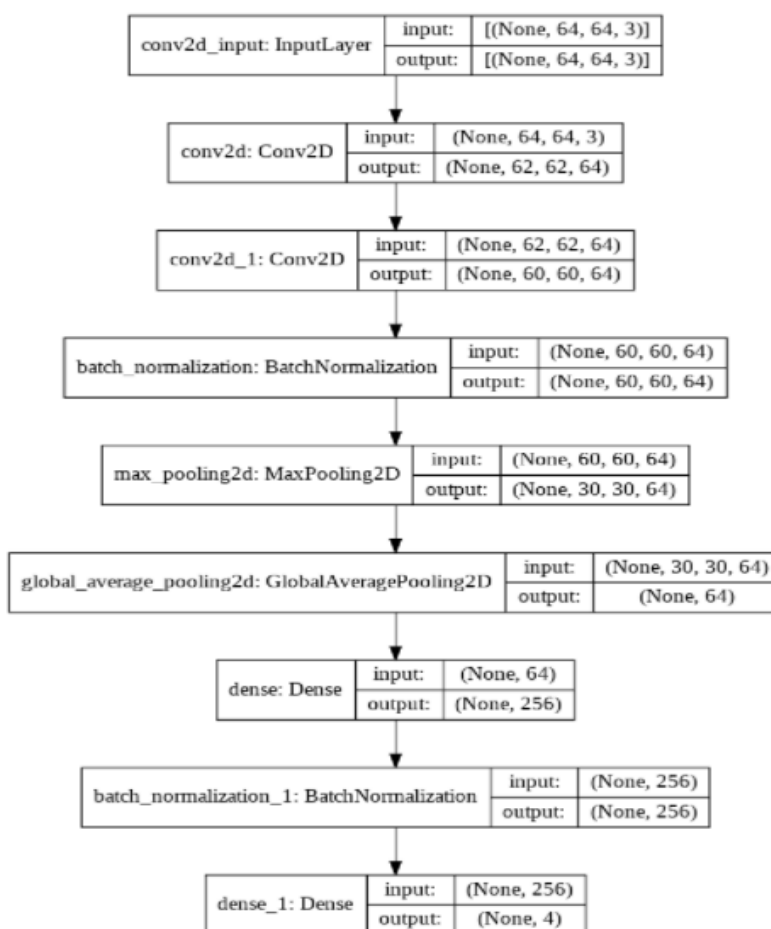 conv2d_input: InputLayer
input: [(None, 64, 64, 3)]
output: [(None, 64, 64, 3)]
conv2d: Conv2D
input: (None, 64, 64, 3)
output: (None, 62, 62, 64)
conv2d_1: Conv2D
input: (None, 62, 62, 64)
output: (None, 60, 60, 64)
batch_normalization: BatchNormalization
input: (None, 60, 60, 64)
output: (None, 60, 60, 64)
max_pooling2d: MaxPooling2D
input: (None, 60, 60, 64)
output: (None, 30, 30, 64)
global_average_pooling2d: GlobalAveragePooling2D
input: (None, 30, 30, 64)
output: (None, 64)
dense: Dense
input: (None, 64)
output: (None, 256)
batch_normalization_1: BatchNormalization
input: (None, 256)
output: (None, 256)
dense_1: Dense
input: (None, 256)
output: (None, 4)